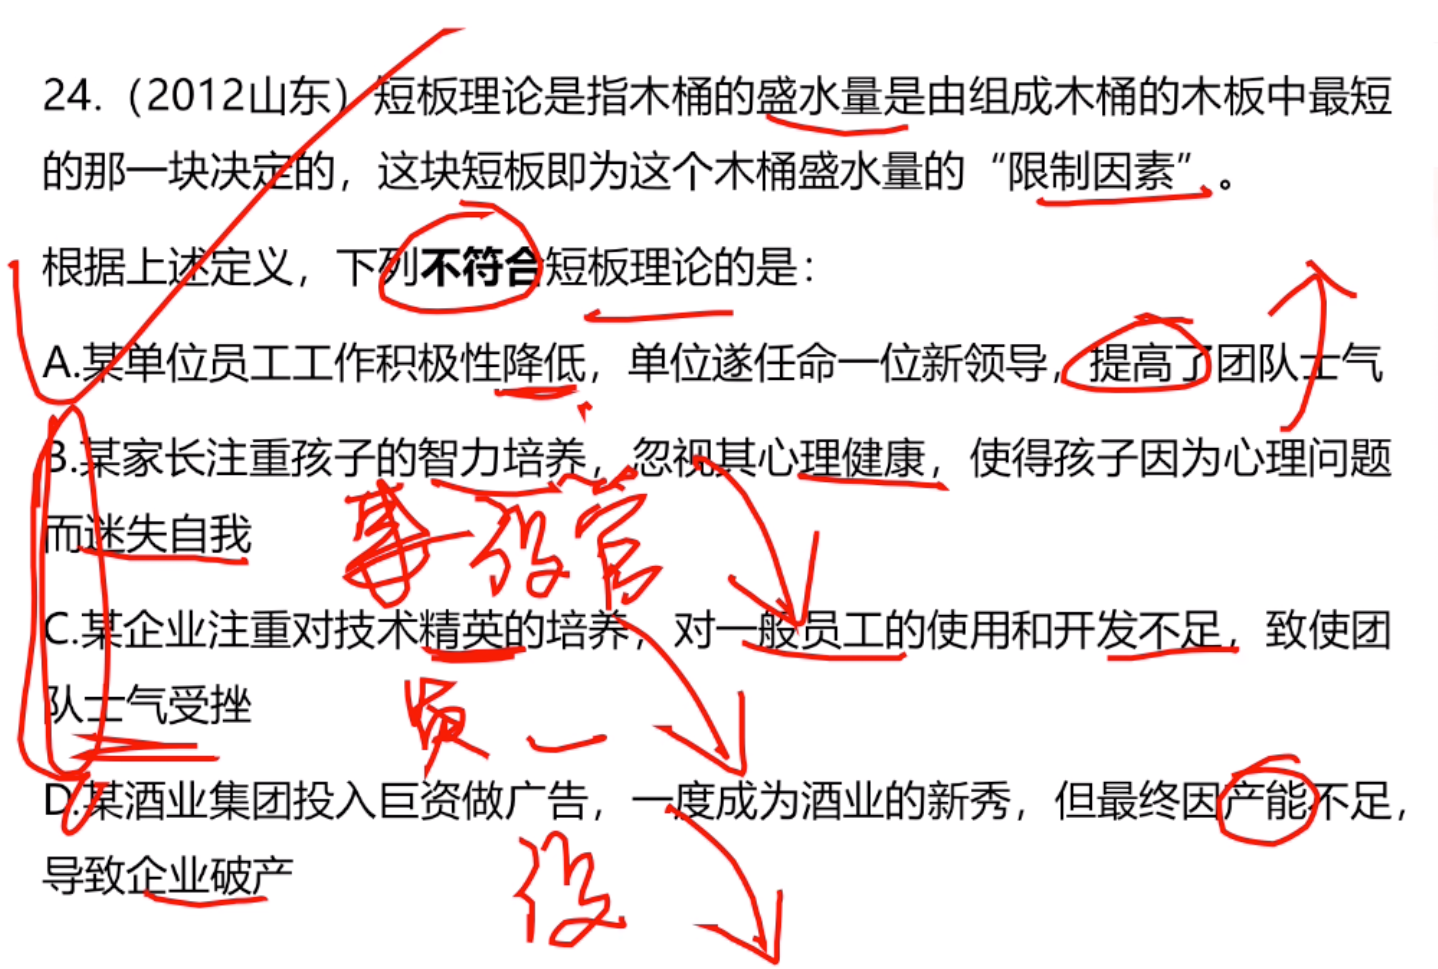 24.（2012山东）短板理论是指木桶的盛水量是由组成木桶的木板中最短
的那一块决定的，这块短板即为这个木桶盛水量的“限制因素”。
根据上述定义，下列不符合短板理论的是：
A.某单位员工工作积极性降低，单位遂任命一位新领导，提高了团队士气
B.某家长注重孩子的智力培养，忽视其心理健康，使得孩子因为心理问题
而迷失自我
C.某企业注重对技术精英的培养，对一般员工的使用和开发不足，致使团
队士气受挫
D.某酒业集团投入巨资做广告，一度成为酒业的新秀，但最终因产能不足，
导致企业破产